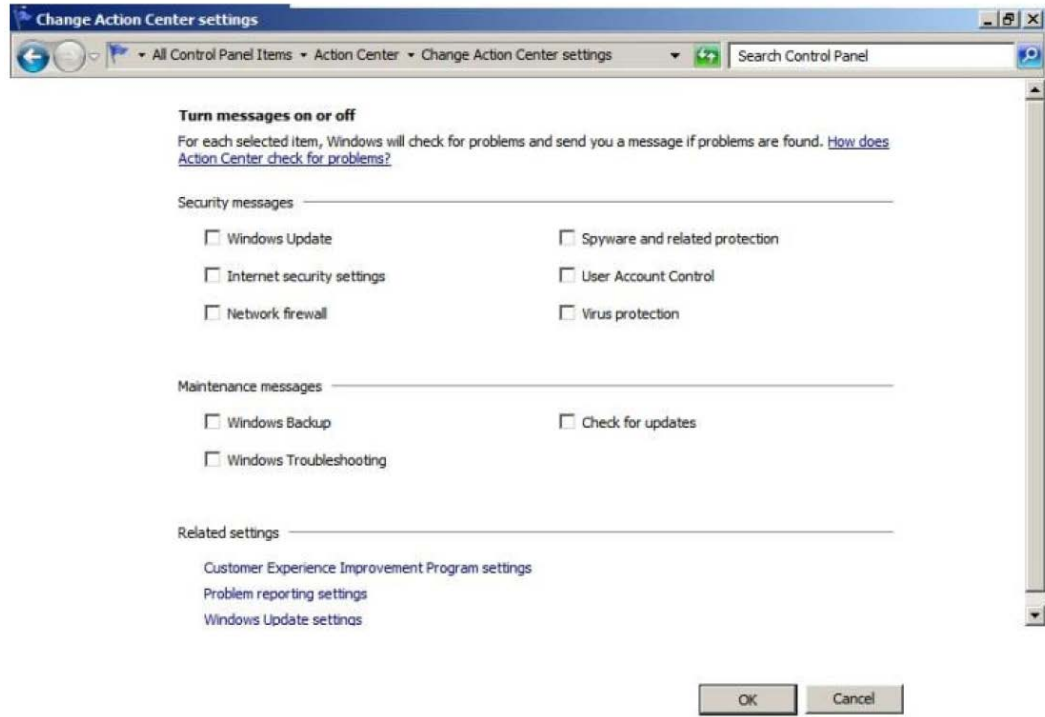 Change Action Center settings
All Control Panel Items Action Center Change Action Center settings Search Control Panel
Turn messages on or off
For each selected item, Windows will check for problems and send you a message if problems are found. How does
Action Center check for problems?
Security messages
Windows Update Spyware and related protection
Internet security settings User Account Control
Network firewall Virus protection
Maintenance messages
Windows Backup Check for updates
Windows Troubleshooting
Related settings
Customer Experience Improvement Program settings
Problem reporting settings
Windows Update settings
OK Cancel